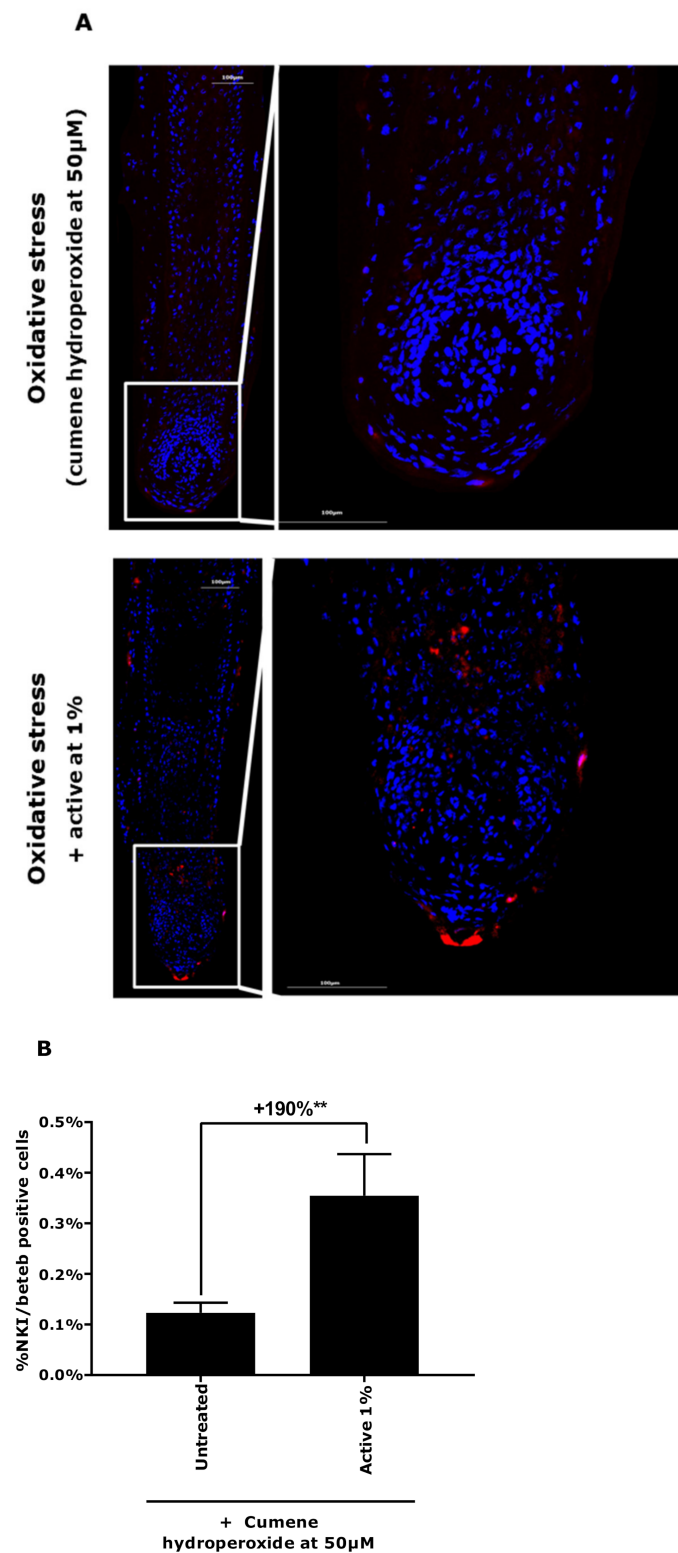 A
Oxidative stress
(cumene hydroperoxide at 50µM)
100µm
100µm
Oxidative stress
+ active at 1%
100µm
100µm
B
+190%**
%NKI/beteb positive cells
0.5%
0.4%
0.3%
0.2%
0.1%
0.0%
Untreated
Active 1%
+ Cumene
hydroperoxide at 50µM